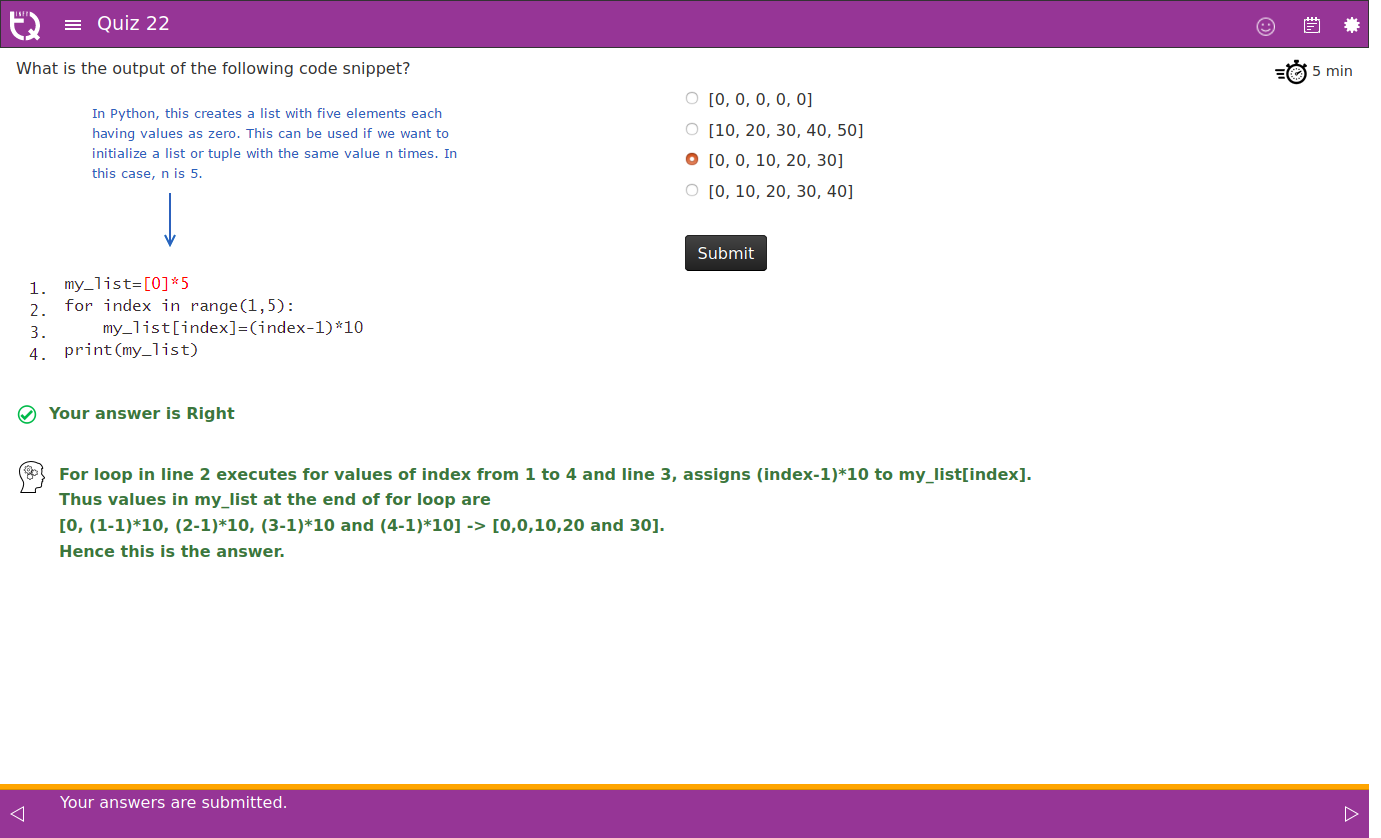 INFY
TQ
Quiz 22
What is the output of the following code snippet?
5 min
In Python, this creates a list with five elements each
having values as zero. This can be used if we want to
initialize a list or tuple with the same value n times. In
this case, n is 5.
1. my_list=[0]*5
2. for index in range(1,5):
3. my_list[index]=(index-1)*10
4. print(my_list)
[0, 0, 0, 0, 0]
[10, 20, 30, 40, 50]
[0, 0, 10, 20, 30]
[0, 10, 20, 30, 40]
Submit
Your answer is Right
For loop in line 2 executes for values of index from 1 to 4 and line 3, assigns (index-1)*10 to my_list[index].
Thus values in my_list at the end of for loop are
[0, (1-1)*10, (2-1)*10, (3-1)*10 and (4-1)*10] -> [0,0,10,20 and 30].
Hence this is the answer.
Your answers are submitted.